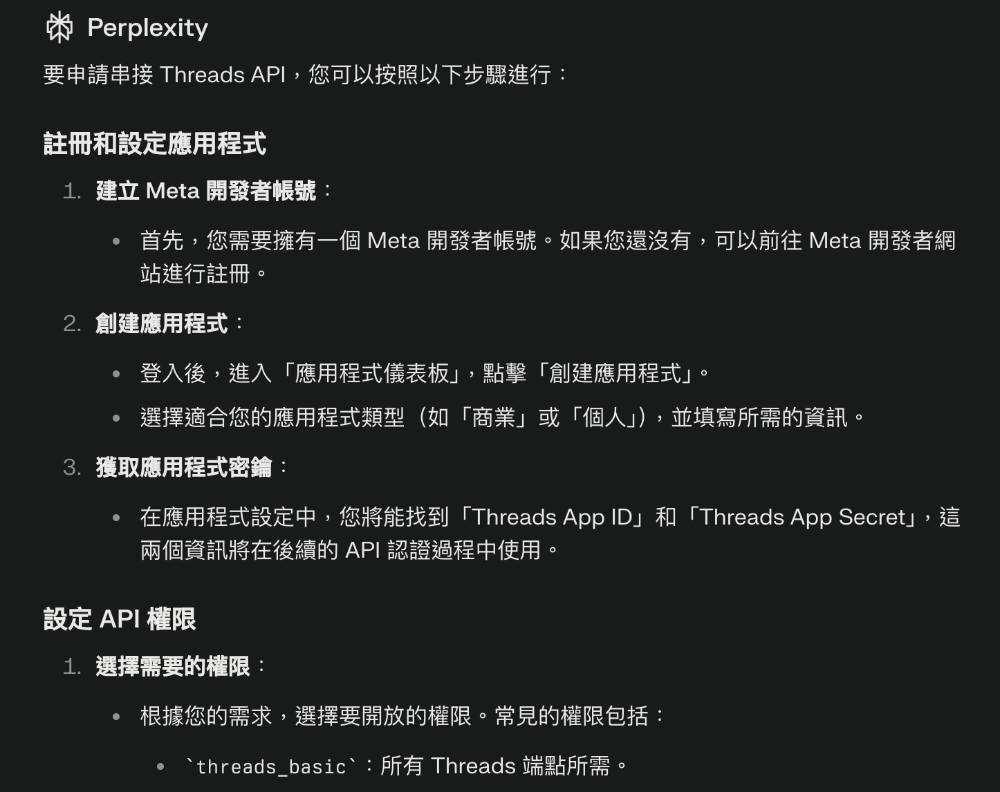 Perplexity
要申請串接 Threads API，您可以按照以下步驟進行：
註冊和設定應用程式
1. 建立 Meta 開發者帳號：
• 首先，您需要擁有一個 Meta 開發者帳號。如果您還沒有，可以前往 Meta 開發者網
站進行註冊。
2. 創建應用程式：
• 登入後，進入「應用程式儀表板」，點擊「創建應用程式」。
• 選擇適合您的應用程式類型（如「商業」或「個人」），並填寫所需的資訊。
3. 獲取應用程式密鑰：
• 在應用程式設定中，您將能找到「Threads App ID」和「Threads App Secret」，這
兩個資訊將在後續的 API 認證過程中使用。
設定 API 權限
1. 選擇需要的權限：
• 根據您的需求，選擇要開放的權限。常見的權限包括：
• `threads_basic`：所有 Threads 端點所需。